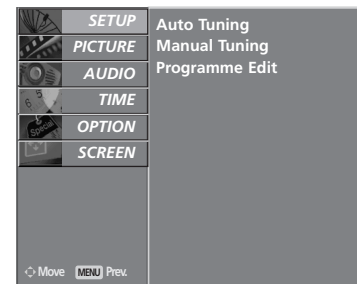 SETUP
PICTURE
AUDIO
TIME
OPTION
SCREEN
Auto Tuning
Manual Tuning
Programme Edit
Move MENU Prev.